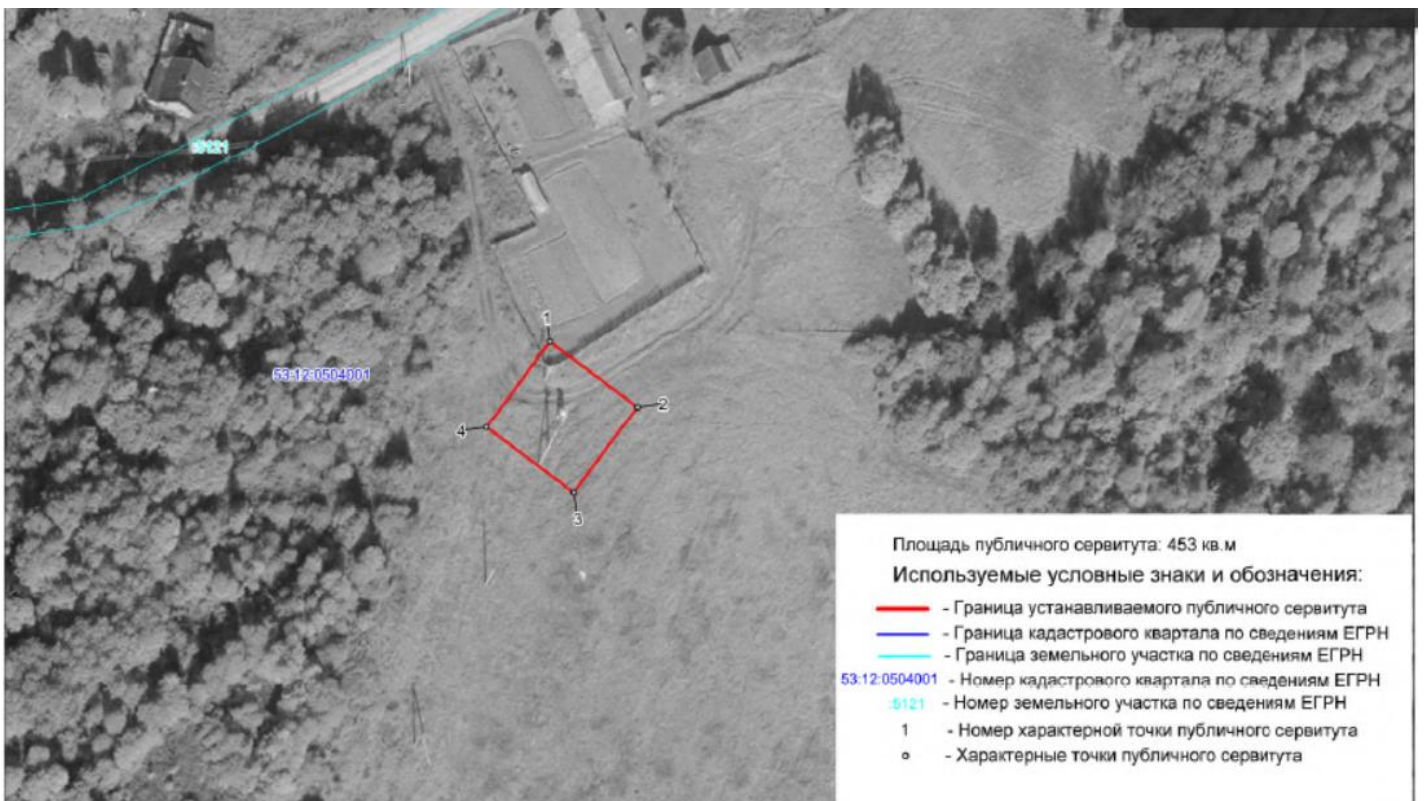 :5121
1
53:12:0504001
2
4
3
Площадь публичного сервитута: 453 кв.м
Используемые условные знаки и обозначения:
- Граница устанавливаемого публичного сервитута
- Граница кадастрового квартала по сведениям ЕГРН
- Граница земельного участка по сведениям ЕГРН
53:12:0504001 - Номер кадастрового квартала по сведениям ЕГРН
:5121 - Номер земельного участка по сведениям ЕГРН
1 - Номер характерной точки публичного сервитута
- Характерные точки публичного сервитута